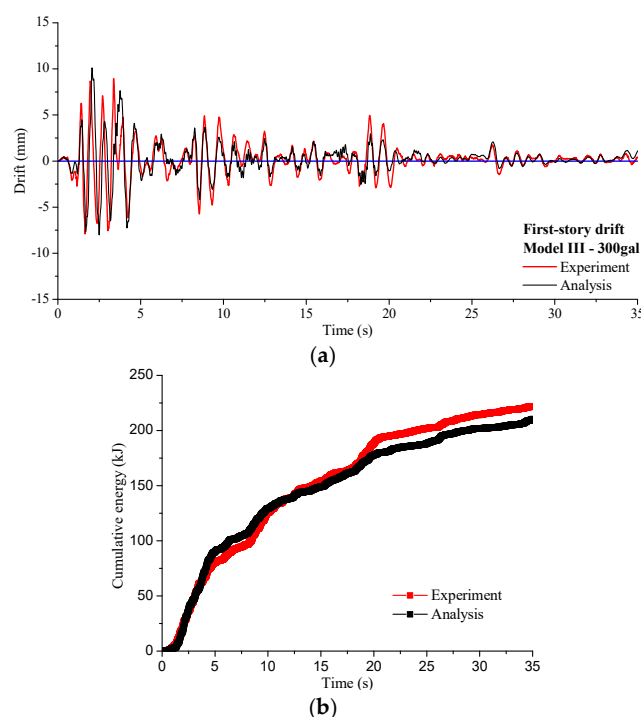 15
10
5
0
-5
-10
-15
Drift (mm)
First-story drift
Model III - 300gal
Experiment
Analysis
0 5 10 15 20 25 30 35
Time (s)
(a)
250
200
150
100
50
0
Cumulative energy (kJ)
Experiment
Analysis
0 5 10 15 20 25 30 35
Time (s)
(b)